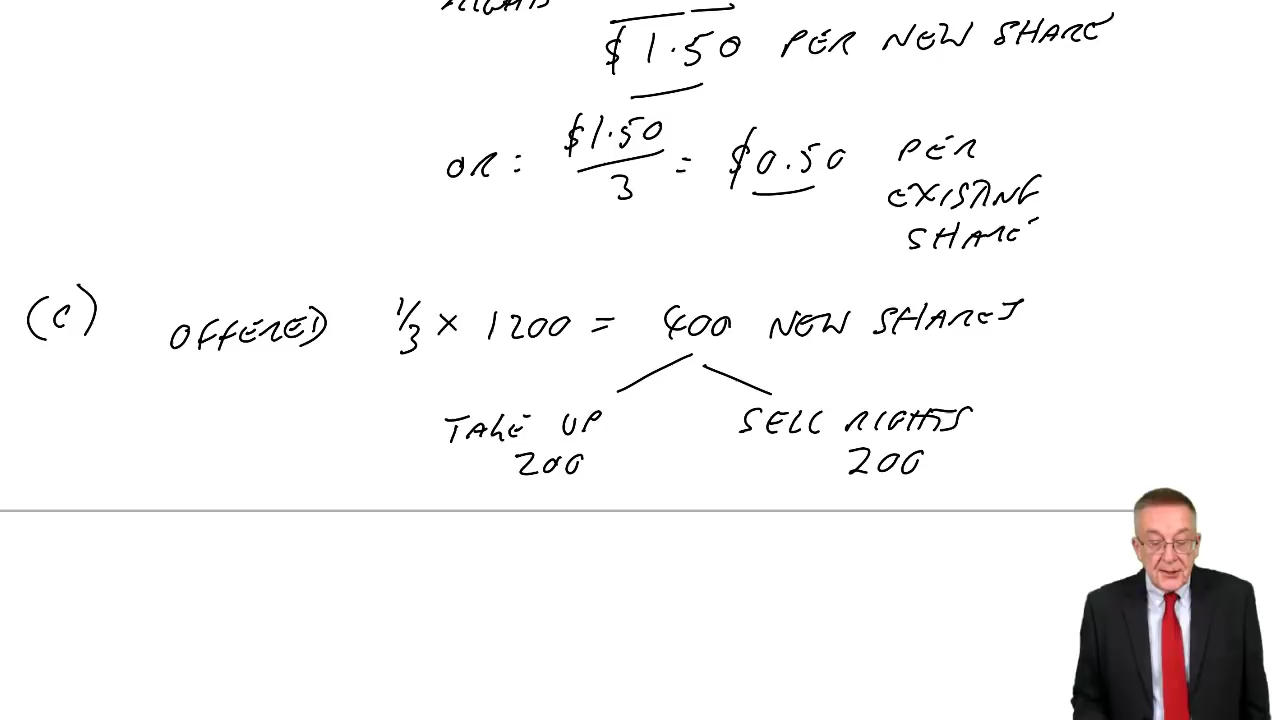 RIGHTS
$1.50 PER NEW SHARE
OR: $1.50/3 = $0.50 PER
EXISTING
SHARE
(C) OFFERED 1/3 × 1200 = 400 NEW SHARES
TAKE UP SELL RIGHTS
200 200